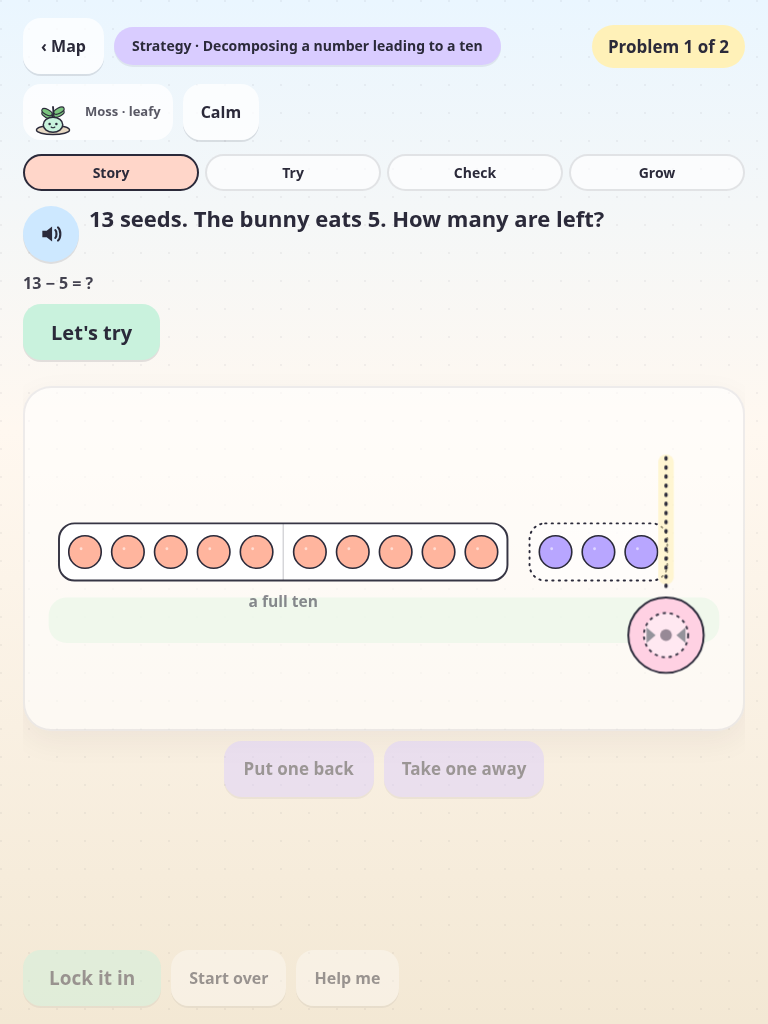 ‹ Map
Strategy · Decomposing a number leading to a ten
Problem 1 of 2
Moss · leafy
Calm
Story
Try
Check
Grow
13 seeds. The bunny eats 5. How many are left?
13 − 5 = ?
Let's try
a full ten
Put one back
Take one away
Lock it in
Start over
Help me